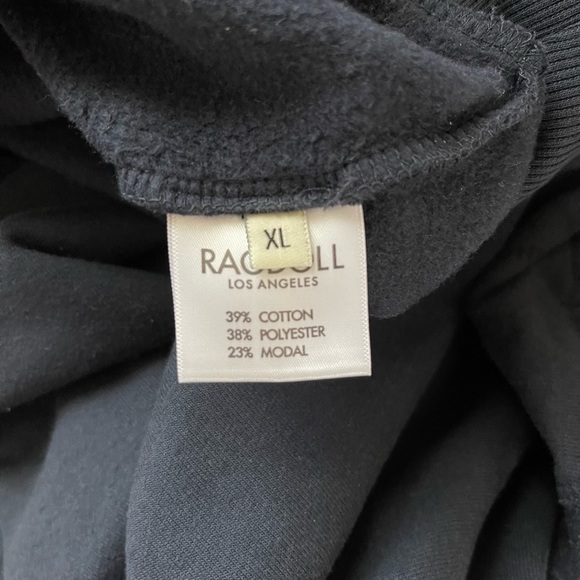 XL
RAGDOLL
LOS ANGELES
39% COTTON
38% POLYESTER
23% MODAL